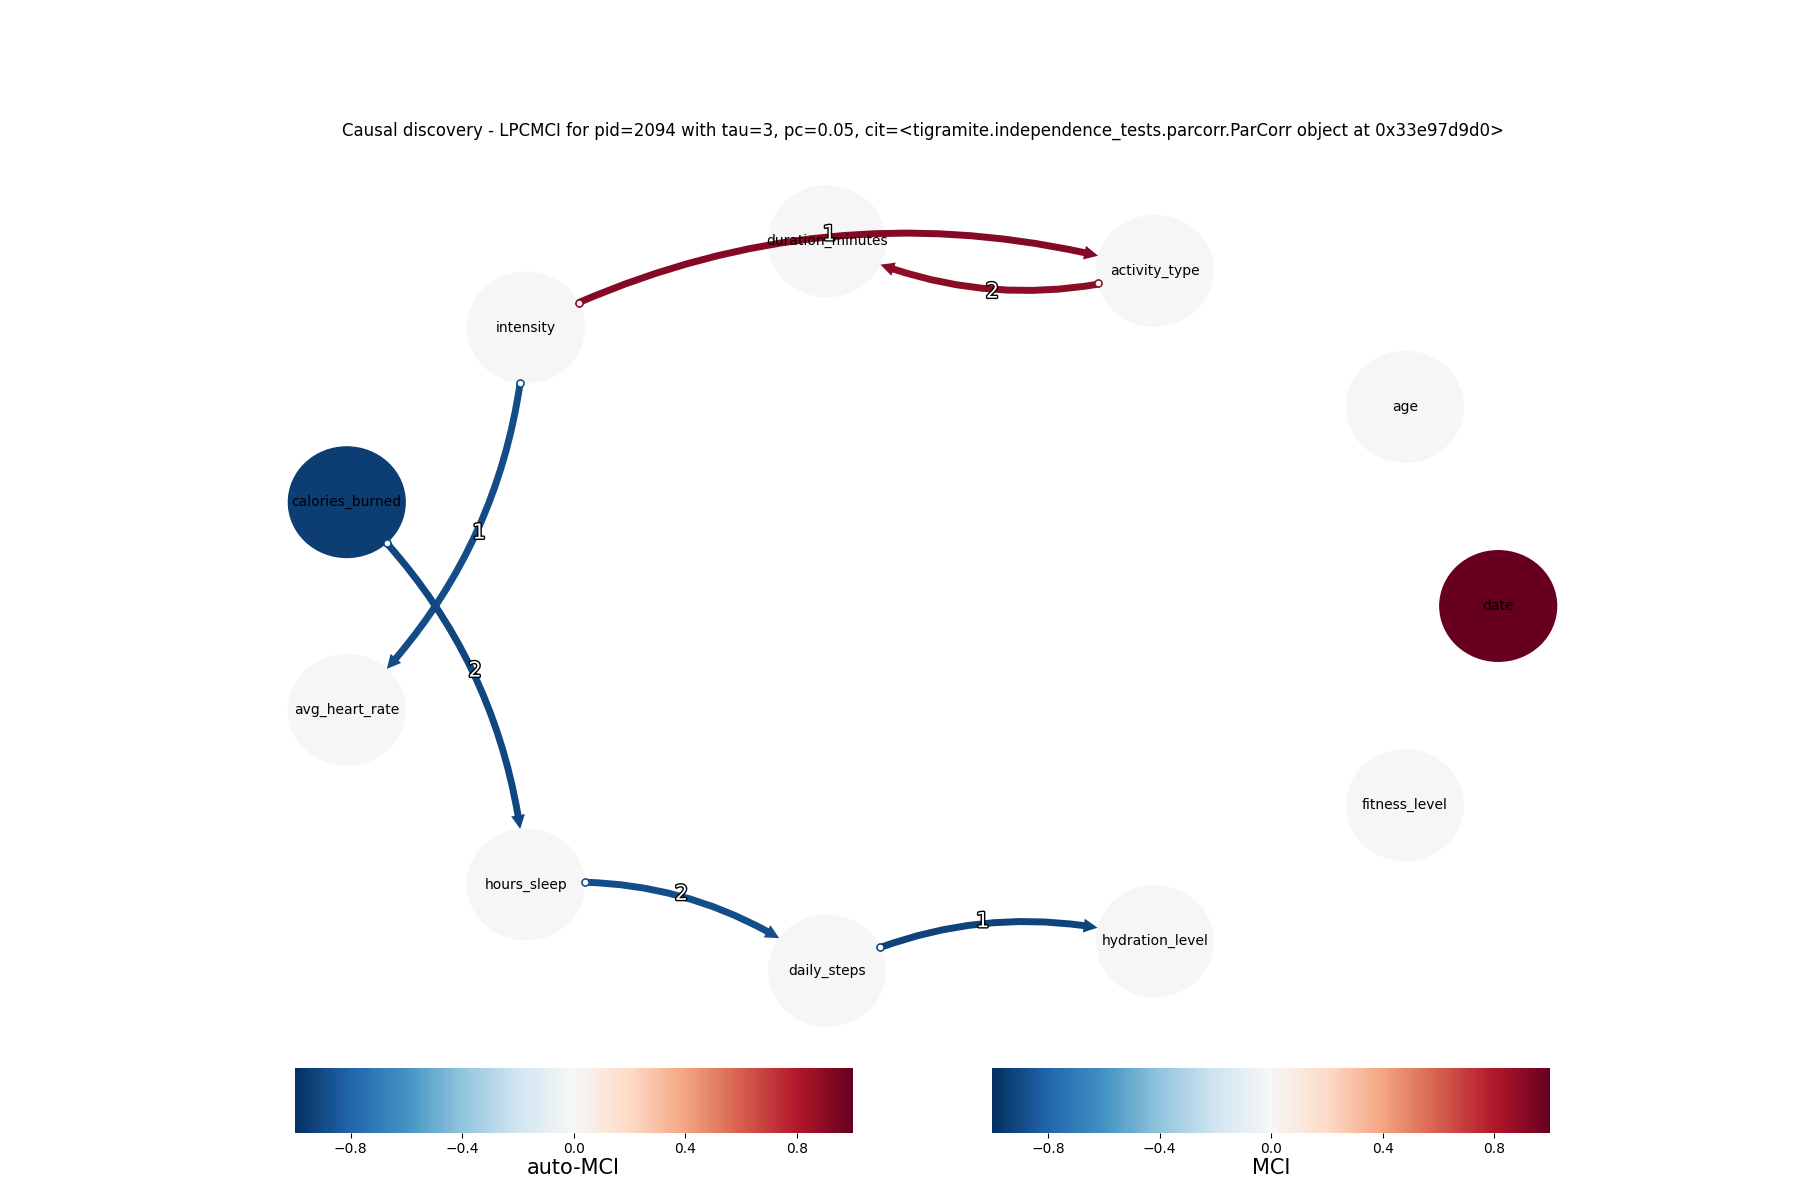 Causal discovery - LPCMCI for pid=2094 with tau=3, pc=0.05, cit=<tigramite.independence_tests.parcorr.ParCorr object at 0x33e97d9d0>
1
duration_minutes
activity_type
2
intensity
age
calories_burned
1
date
2
avg_heart_rate
fitness_level
hours_sleep
2
1
hydration_level
daily_steps
−0.8 −0.4 0.0 0.4 0.8
auto-MCI
−0.8 −0.4 0.0 0.4 0.8
MCI